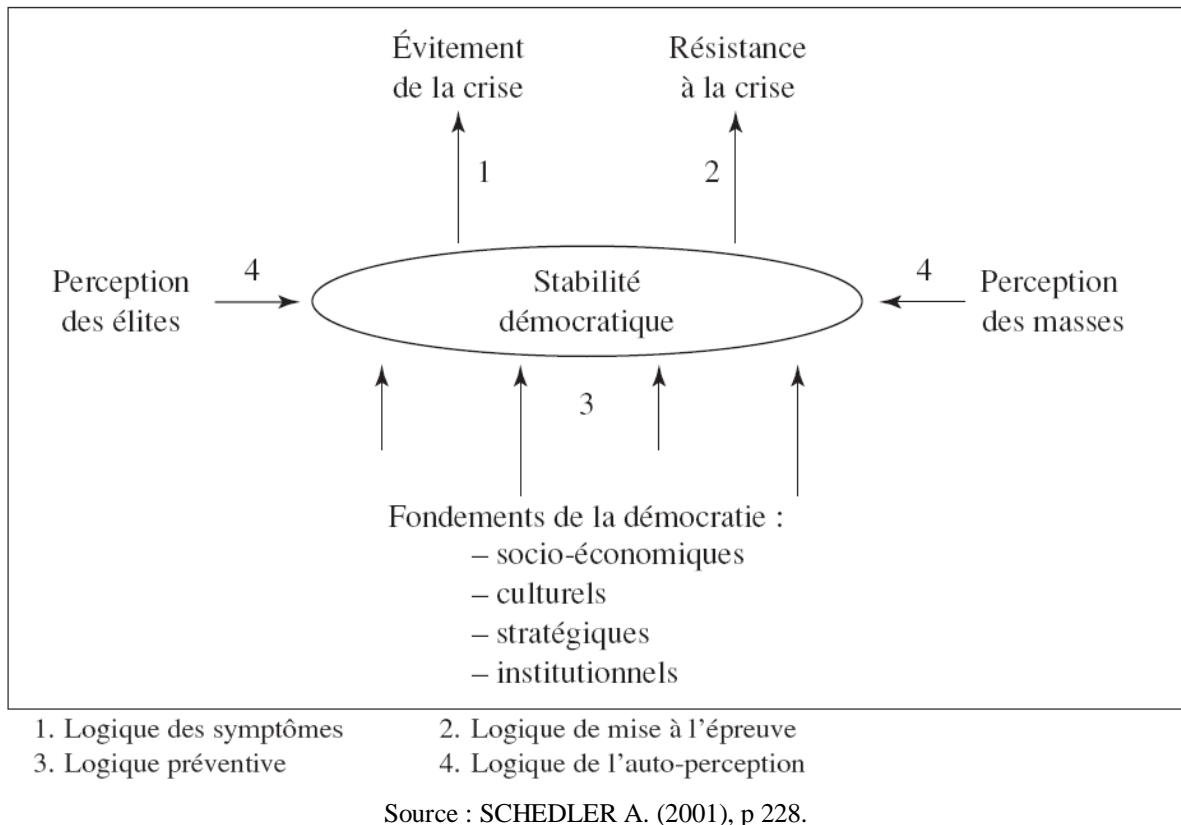 Évitement
de la crise
Résistance
à la crise
1
2
Perception
des élites
4
Stabilité
démocratique
4
Perception
des masses
3
Fondements de la démocratie :
– socio-économiques
– culturels
– stratégiques
– institutionnels
1. Logique des symptômes
2. Logique de mise à l’épreuve
3. Logique préventive
4. Logique de l’auto-perception
Source : SCHEDLER A. (2001), p 228.